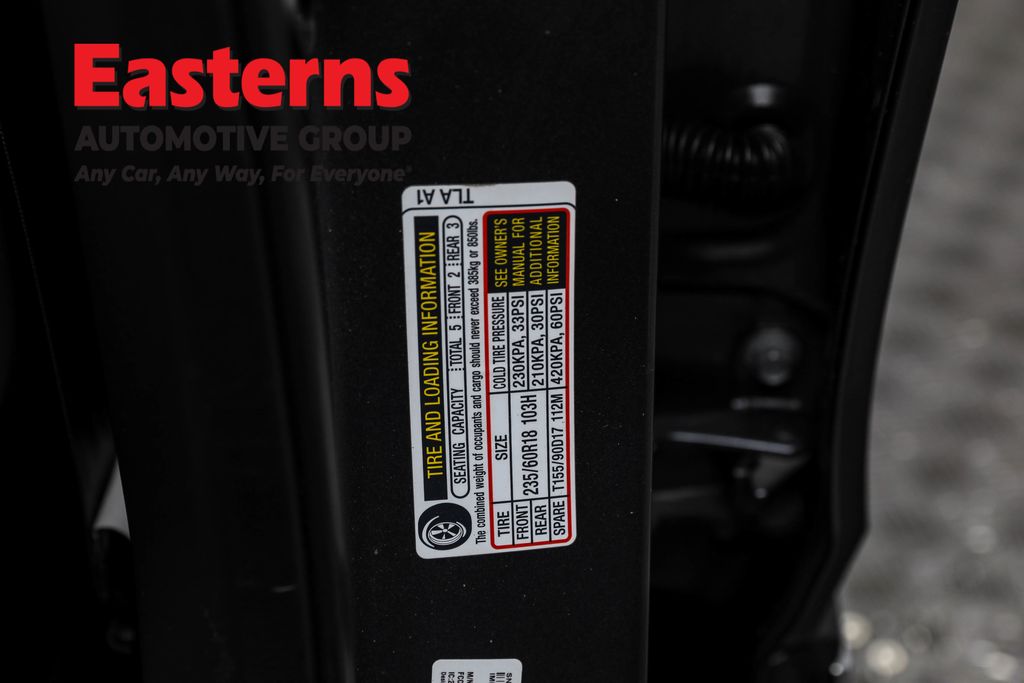 Easterns
AUTOMOTIVE GROUP
Any Car, Any Way, For Everyone®
TLA A1
TIRE AND LOADING INFORMATION
SEATING CAPACITY TOTAL 5 FRONT 2 REAR 3
The combined weight of occupants and cargo should never exceed 385kg or 850lbs.
TIRE SIZE COLD TIRE PRESSURE SEE OWNER'S
FRONT 235/60R18 103H 230KPA, 33PSI MANUAL FOR
REAR 210KPA, 30PSI ADDITIONAL
SPARE T155/90D17 112M 420KPA, 60PSI INFORMATION